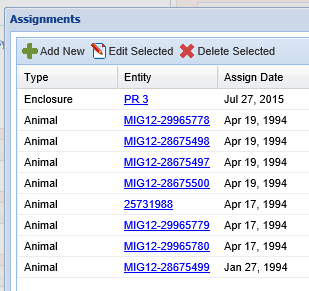 Assignments
Add New Edit Selected Delete Selected
Type Entity Assign Date
Enclosure PR 3 Jul 27, 2015
Animal MIG12-29965778 Apr 19, 1994
Animal MIG12-28675498 Apr 19, 1994
Animal MIG12-28675497 Apr 19, 1994
Animal MIG12-28675500 Apr 19, 1994
Animal 25731988 Apr 17, 1994
Animal MIG12-29965779 Apr 17, 1994
Animal MIG12-29965780 Apr 17, 1994
Animal MIG12-28675499 Jan 27, 1994